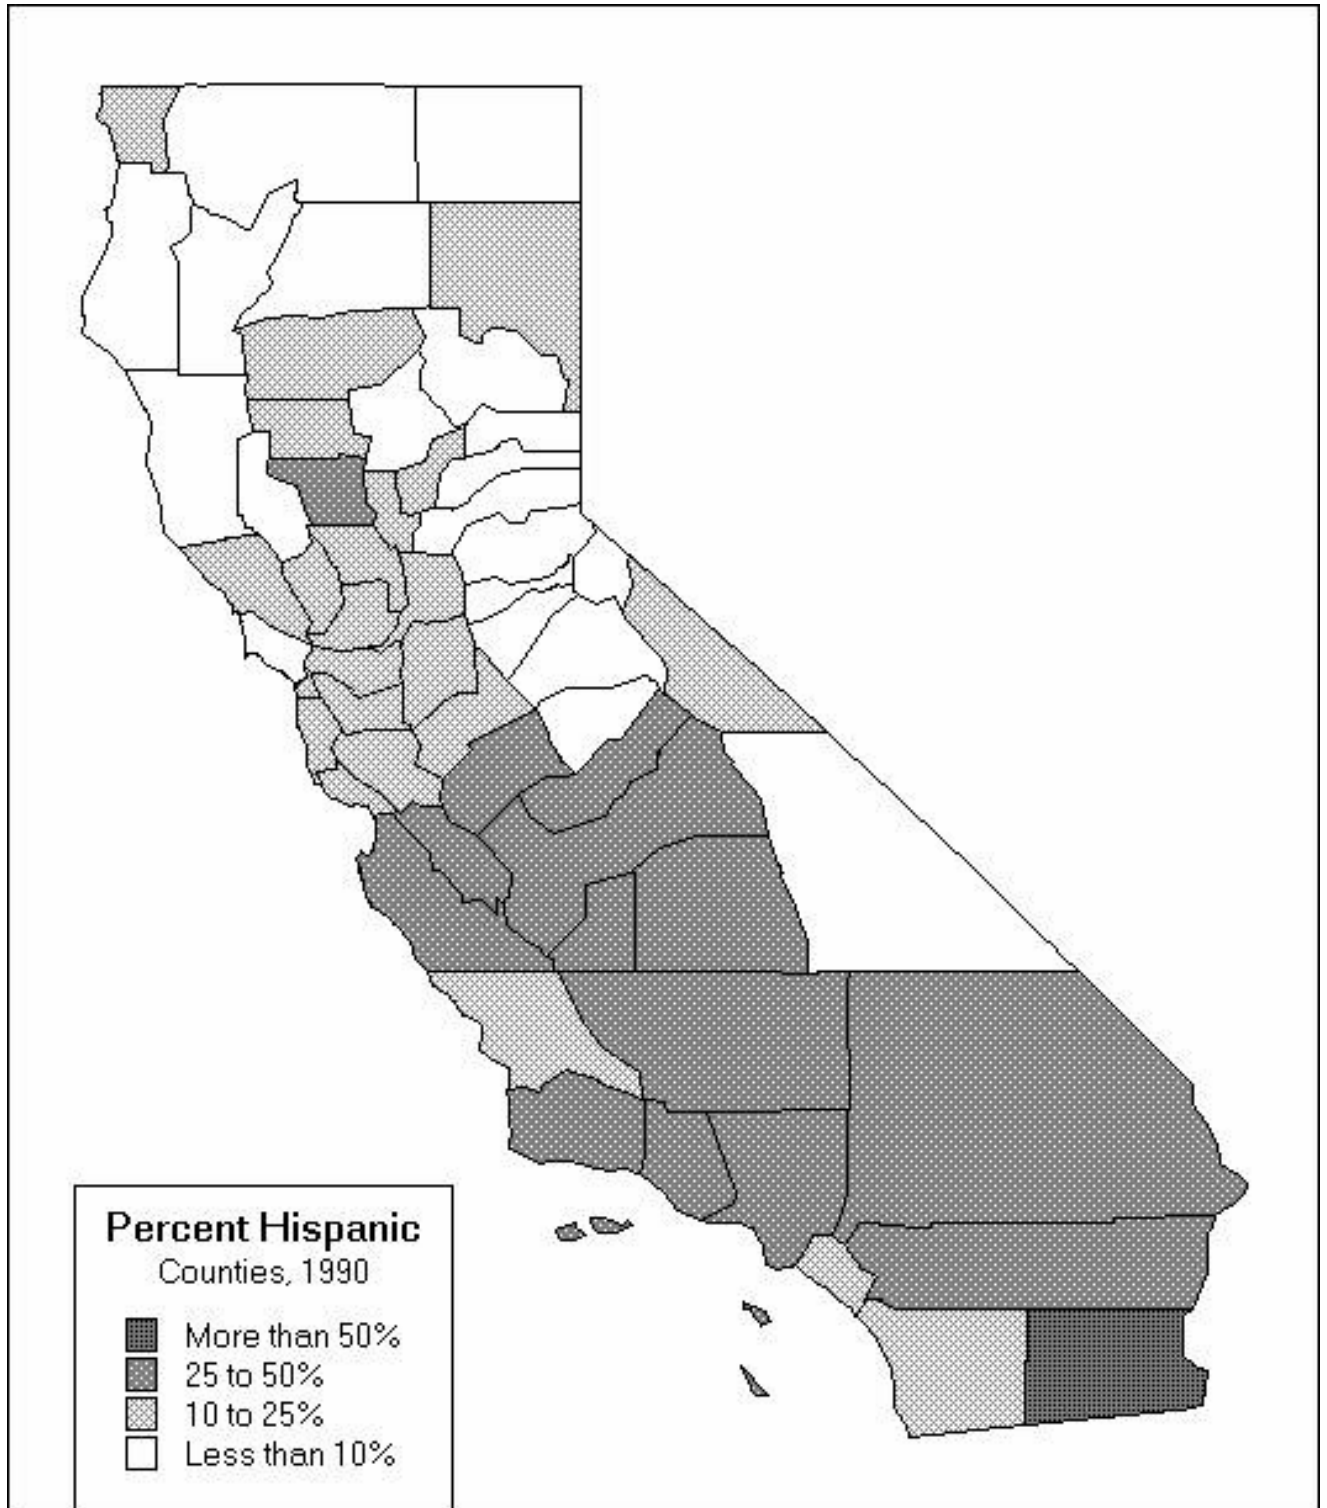 Percent Hispanic
Counties, 1990
More than 50%
25 to 50%
10 to 25%
Less than 10%